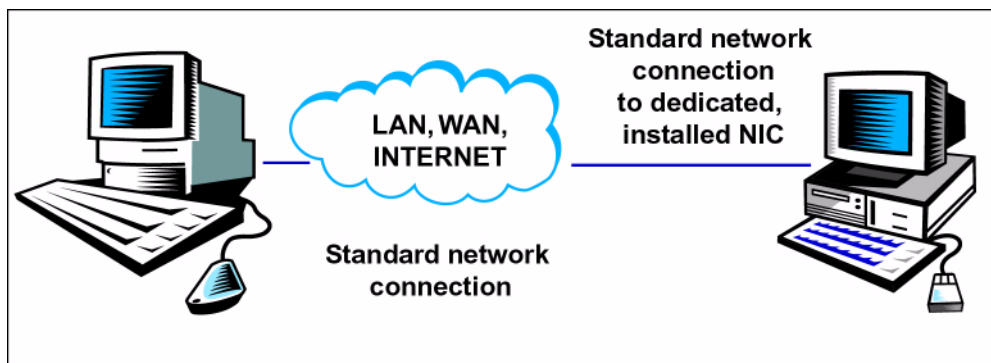 Standard network
connection
to dedicated,
installed NIC
LAN, WAN,
INTERNET
Standard network
connection